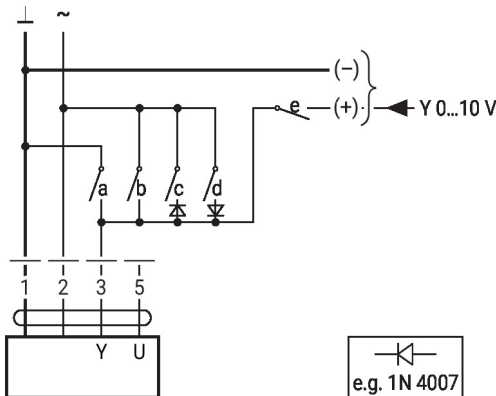 ⊥ ~
(–)
e (+) Y 0...10 V
a b c d
1 2 3 5
Y U
e.g. 1N 4007